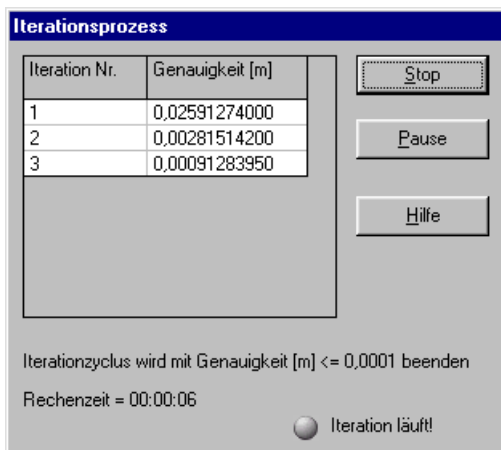 Iterationsprozess
Iteration Nr. Genauigkeit [m]
1 0,02591274000
2 0,00281514200
3 0,00091283950
Stop
Pause
Hilfe
Iterationzyclus wird mit Genauigkeit [m] <= 0,0001 beenden
Rechenzeit = 00:00:06
Iteration läuft!